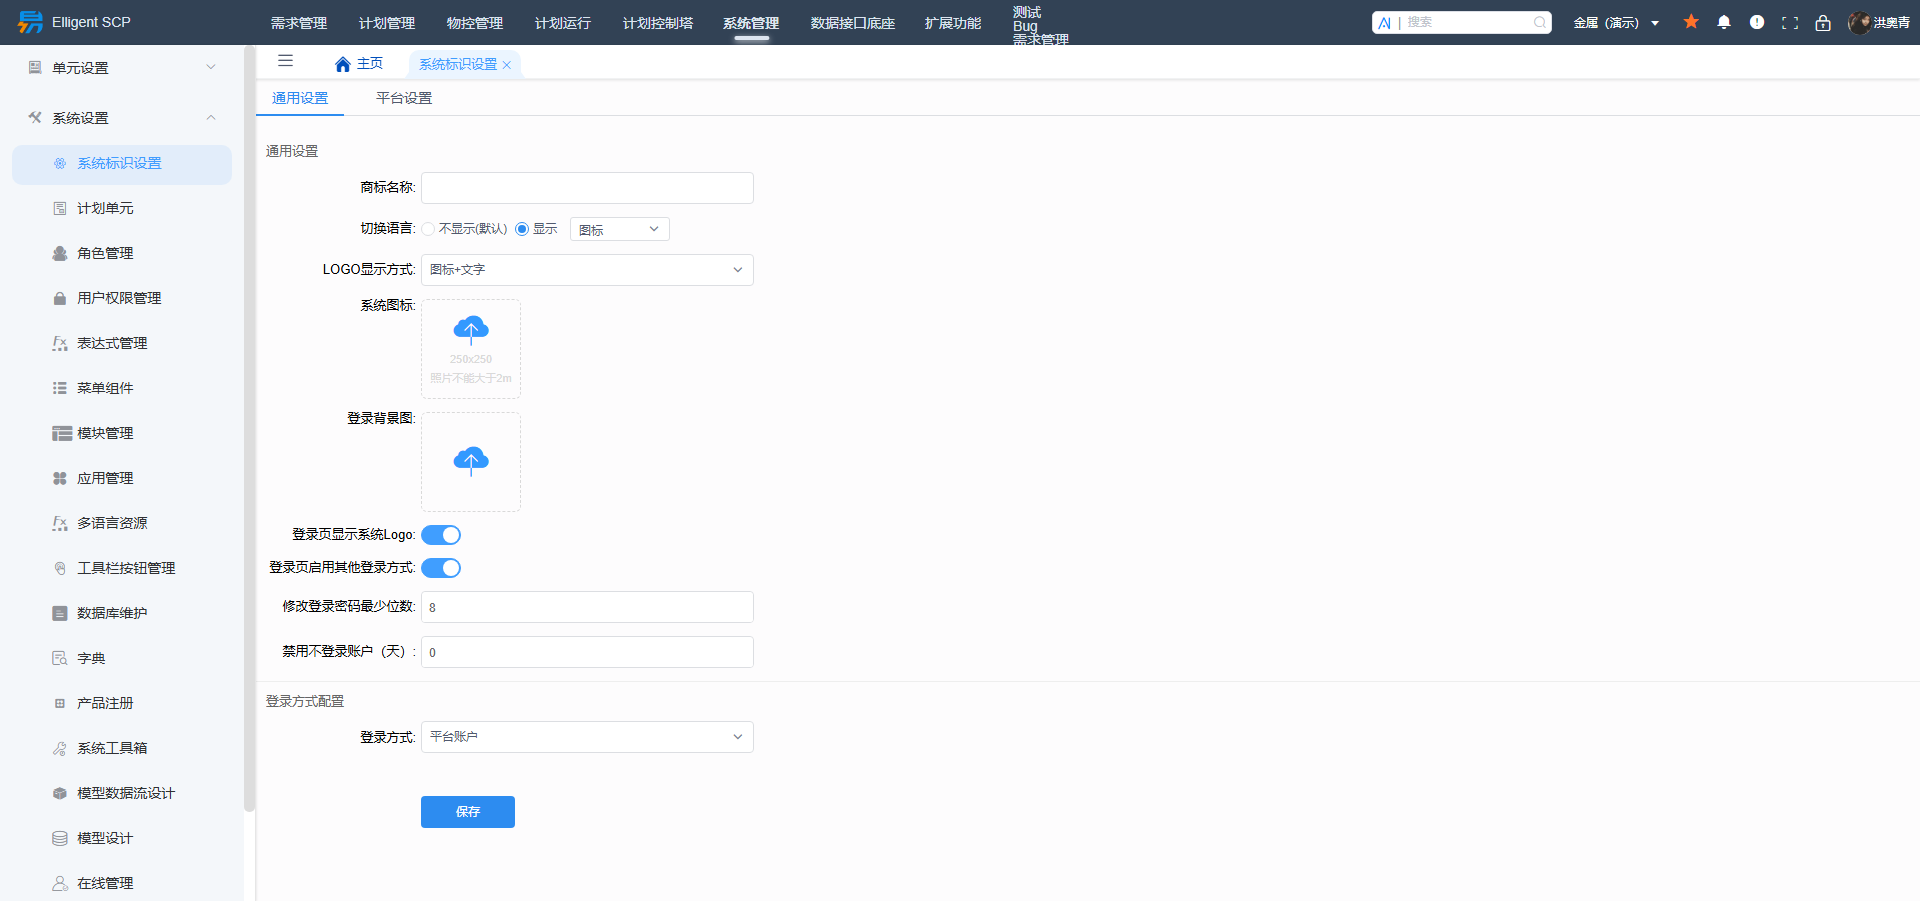 Elligent SCP
需求管理
计划管理
物控管理
计划运行
计划控制塔
系统管理
数据接口底座
扩展功能
测试
Bug
需求管理
AI | 搜索
金属（演示）
洪奥青
单元设置
系统设置
系统标识设置
计划单元
角色管理
用户权限管理
表达式管理
菜单组件
模块管理
应用管理
多语言资源
工具栏按钮管理
数据库维护
字典
产品注册
系统工具箱
模型数据流设计
模型设计
在线管理
主页
系统标识设置
通用设置
平台设置
通用设置
商标名称:
切换语言: 不显示(默认) 显示 图标
LOGO显示方式: 图标+文字
系统图标:
250x250
照片不能大于2m
登录背景图:
登录页显示系统Logo:
登录页启用其他登录方式:
修改登录密码最少位数: 8
禁用不登录账户（天）: 0
登录方式配置
登录方式: 平台账户
保存